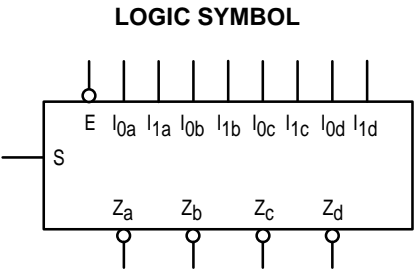 LOGIC SYMBOL
E I0a I1a I0b I1b I0c I1c I0d I1d
S
Za Zb Zc Zd